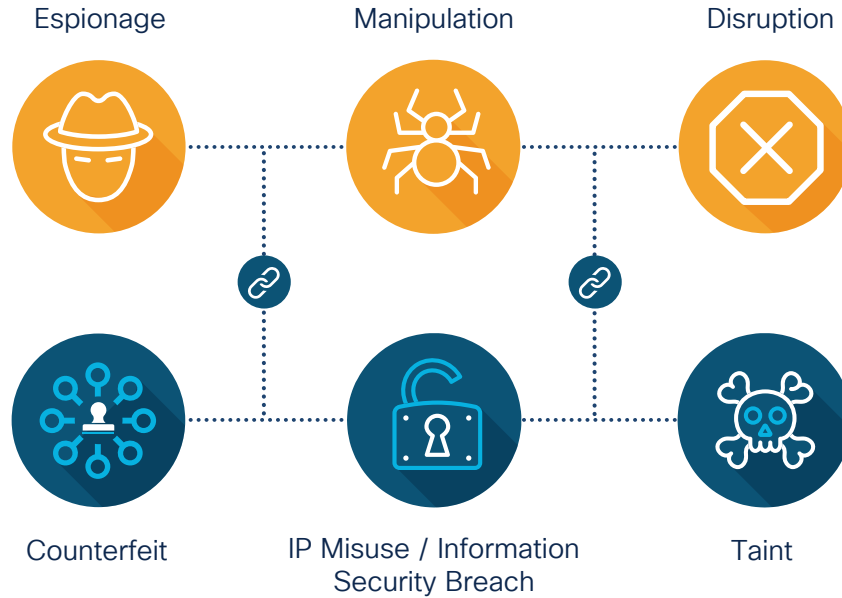 Espionage
Manipulation
Disruption
Counterfeit
IP Misuse / Information
Security Breach
Taint